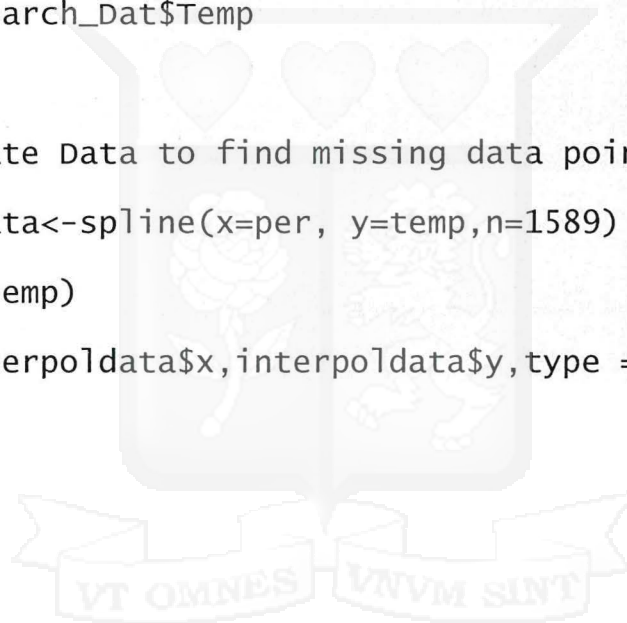 arch_Dat$Temp
te Data to find missing data poi
ta<-spline(x=per, y=temp,n=1589)
emp)
erpoldata$x,interpoldata$y,type =
VT OMNES VNVM SINT